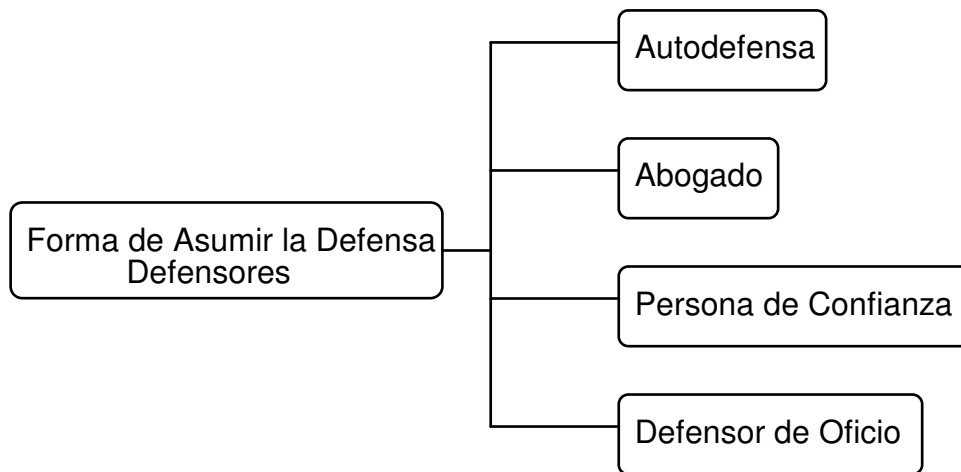 Autodefensa
Abogado
Forma de Asumir la Defensa
Defensores
Persona de Confianza
Defensor de Oficio